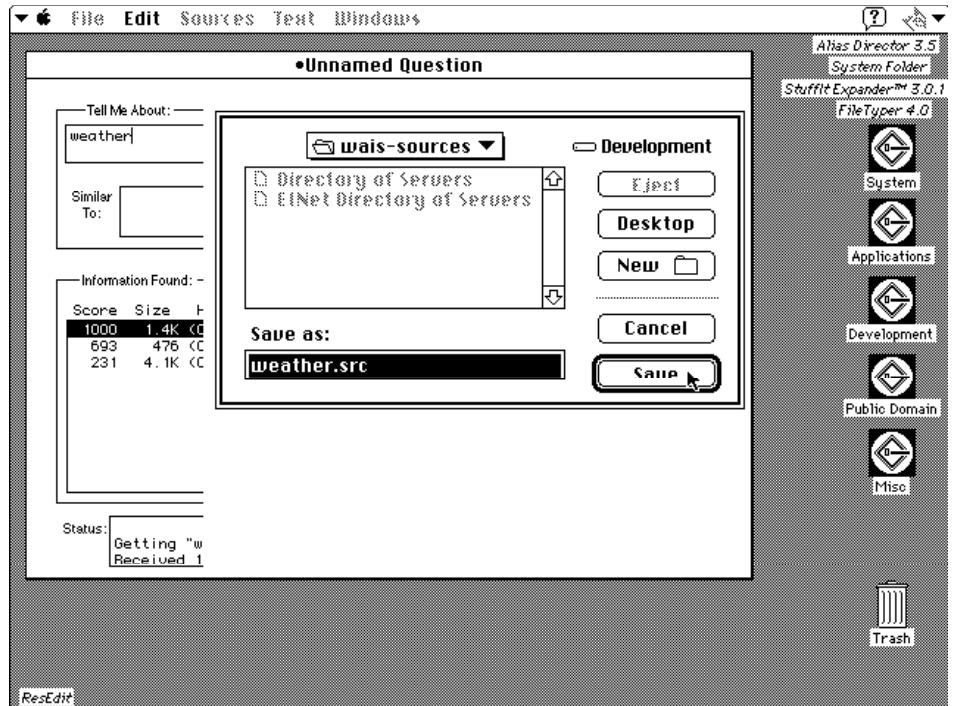 File Edit Sources Text Windows
Alias Director 3.5
System Folder
StuffIt Expander™ 3.0.1
FileTyper 4.0
•Unnamed Question
Tell Me About:
weather
Similar
To:
Information Found:
Score Size H
1000 1.4K (C
693 476 (C
231 4.1K (C
Status:
Getting "w
Received 1
wais-sources
Development
Directory of Servers
EINet Directory of Servers
Eject
Desktop
New
Save as:
weather.src
Cancel
Save
System
Applications
Development
Public Domain
Misc
Trash
ResEdit